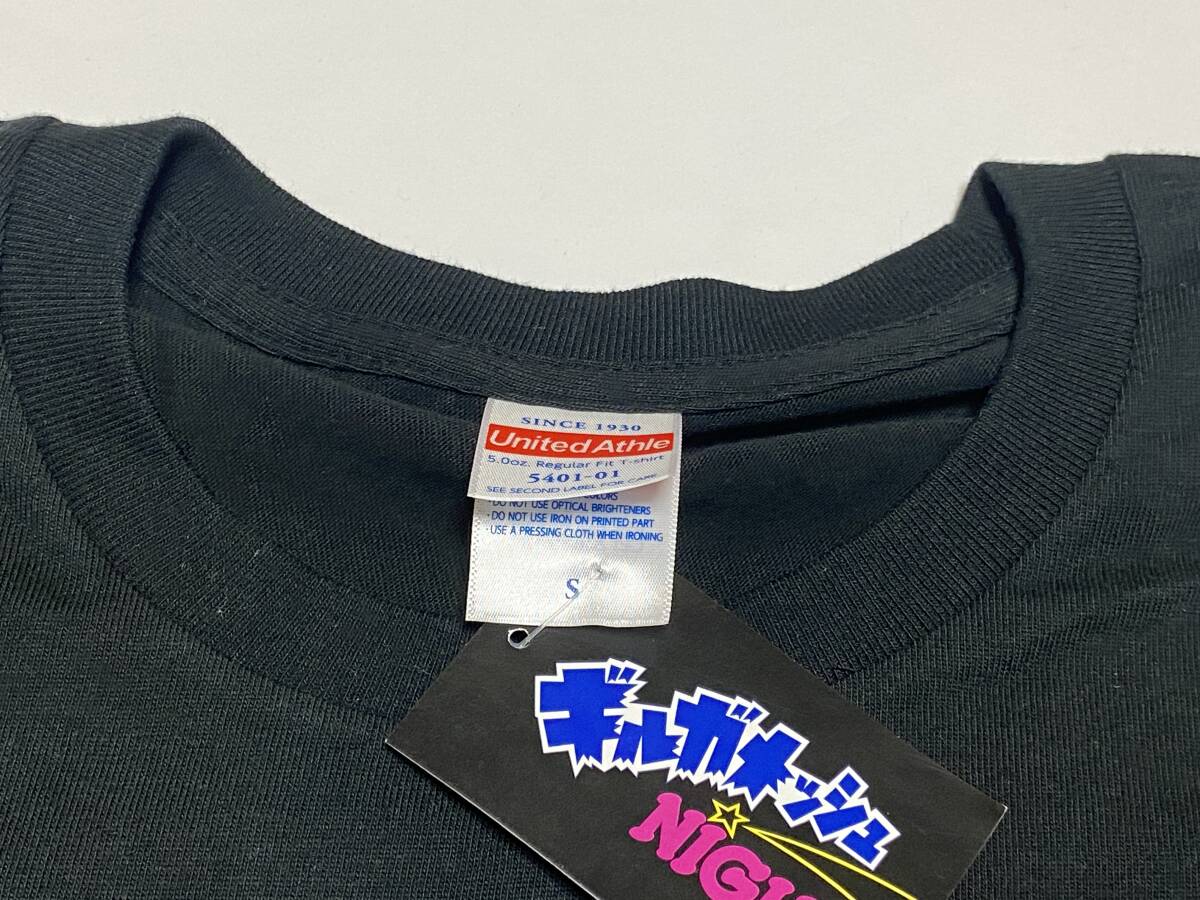 SINCE 1930
United Athle
5.0oz. Regular Fit T-shirt
5401-01
SEE SECOND LABEL FOR CARE
COLORS
・DO NOT USE OPTICAL BRIGHTENERS
・DO NOT USE IRON ON PRINTED PART
・USE A PRESSING CLOTH WHEN IRONING
S
ギルガメッシュ
NIGH